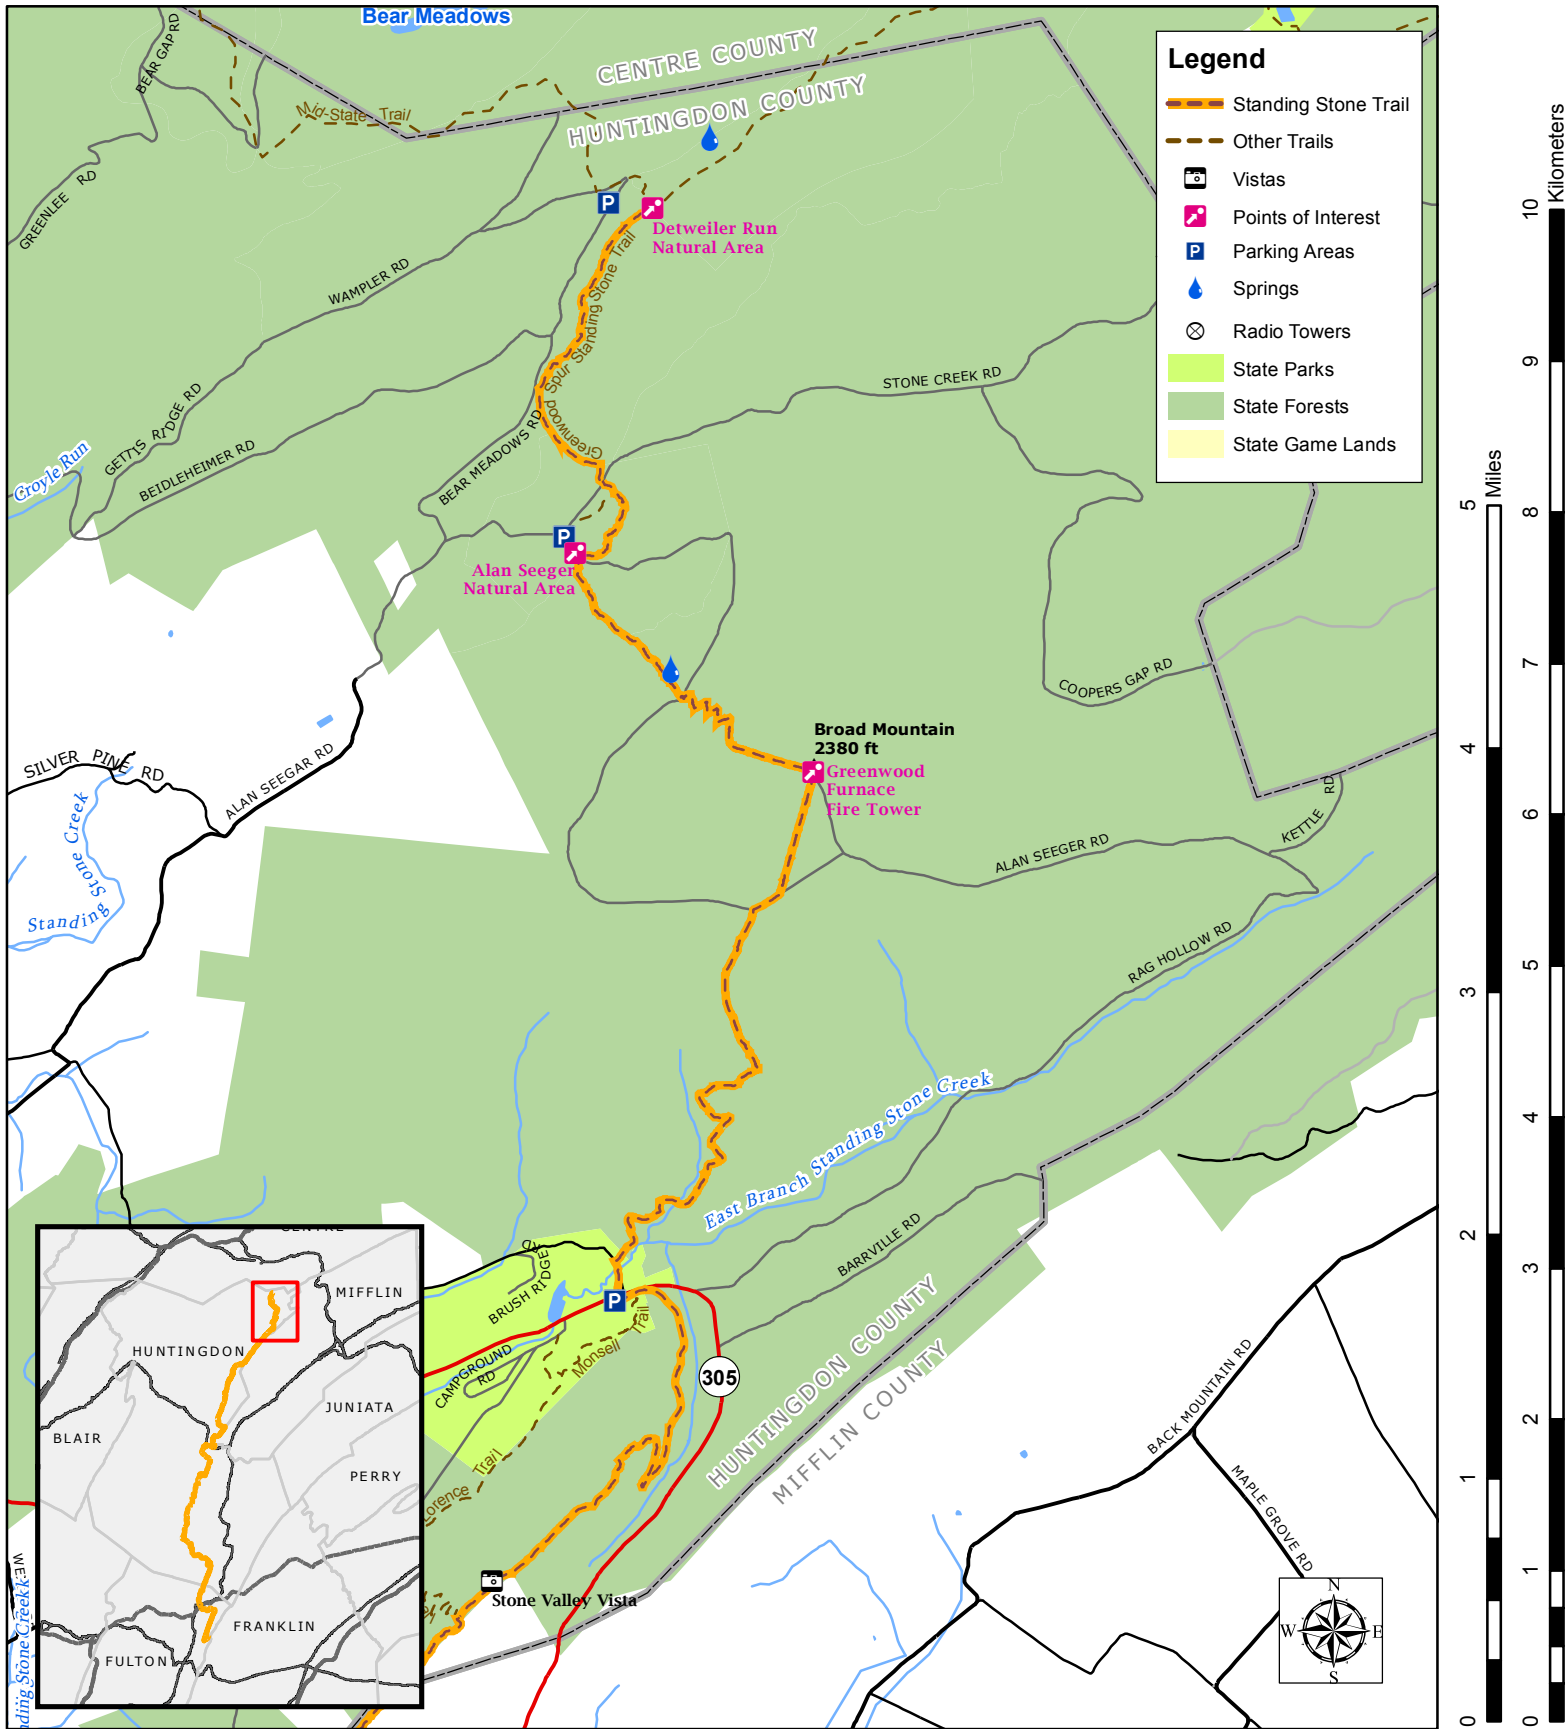 Bear Meadows
BEAR GAP RD
CENTRE COUNTY
HUNTINGDON COUNTY
Mid-State Trail
GREENLEE RD
Detweiler Run
Natural Area
WAMPLER RD
Greenwood Spur Standing Stone Trail
STONE CREEK RD
GETTIS RIDGE RD
BEIDLEHEIMER RD
BEAR MEADOWS RD
Croyle Run
Alan Seeger
Natural Area
COOPERS GAP RD
Broad Mountain
2380 ft
Greenwood
Furnace
Fire Tower
SILVER PINE RD
ALAN SEEGAR RD
KETTLE RD
ALAN SEEGER RD
Standing Stone Creek
RAG HOLLOW RD
East Branch Standing Stone Creek
BARRVILLE RD
BRUSH RIDGE RD
CAMPGROUND
RD
Monsell Trail
305
HUNTINGDON COUNTY
MIFFLIN COUNTY
BACK MOUNTAIN RD
MAPLE GROVE RD
Lorence Trail
Stone Valley Vista
WE
nding Stone Creek
P
P
P
Legend
Standing Stone Trail
Other Trails
Vistas
Points of Interest
P Parking Areas
Springs
Radio Towers
State Parks
State Forests
State Game Lands
CENTRE
MIFFLIN
HUNTINGDON
JUNIATA
BLAIR
PERRY
FRANKLIN
FULTON
N
W E
S
Miles
5
4
3
2
1
0
Kilometers
10
9
8
7
6
5
4
3
2
1
0